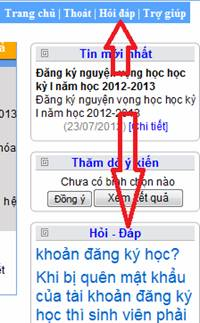 Trang chủ | Thoát | Hỏi đáp | Trợ giúp
Tin mới nhất
Đăng ký nguyện vọng học học
kỳ I năm học 2012-2013
Đăng ký nguyện vọng học học kỳ
I năm học 2012-2013
(23/07/2012) [Chi tiết]
Thăm dò ý kiến
Chưa có bình chọn nào
Đồng ý Xem kết quả
Hỏi - Đáp
khoản đăng ký học?
Khi bị quên mật khẩu
của tài khoản đăng ký
học thì sinh viên phải
óa
hệ
t